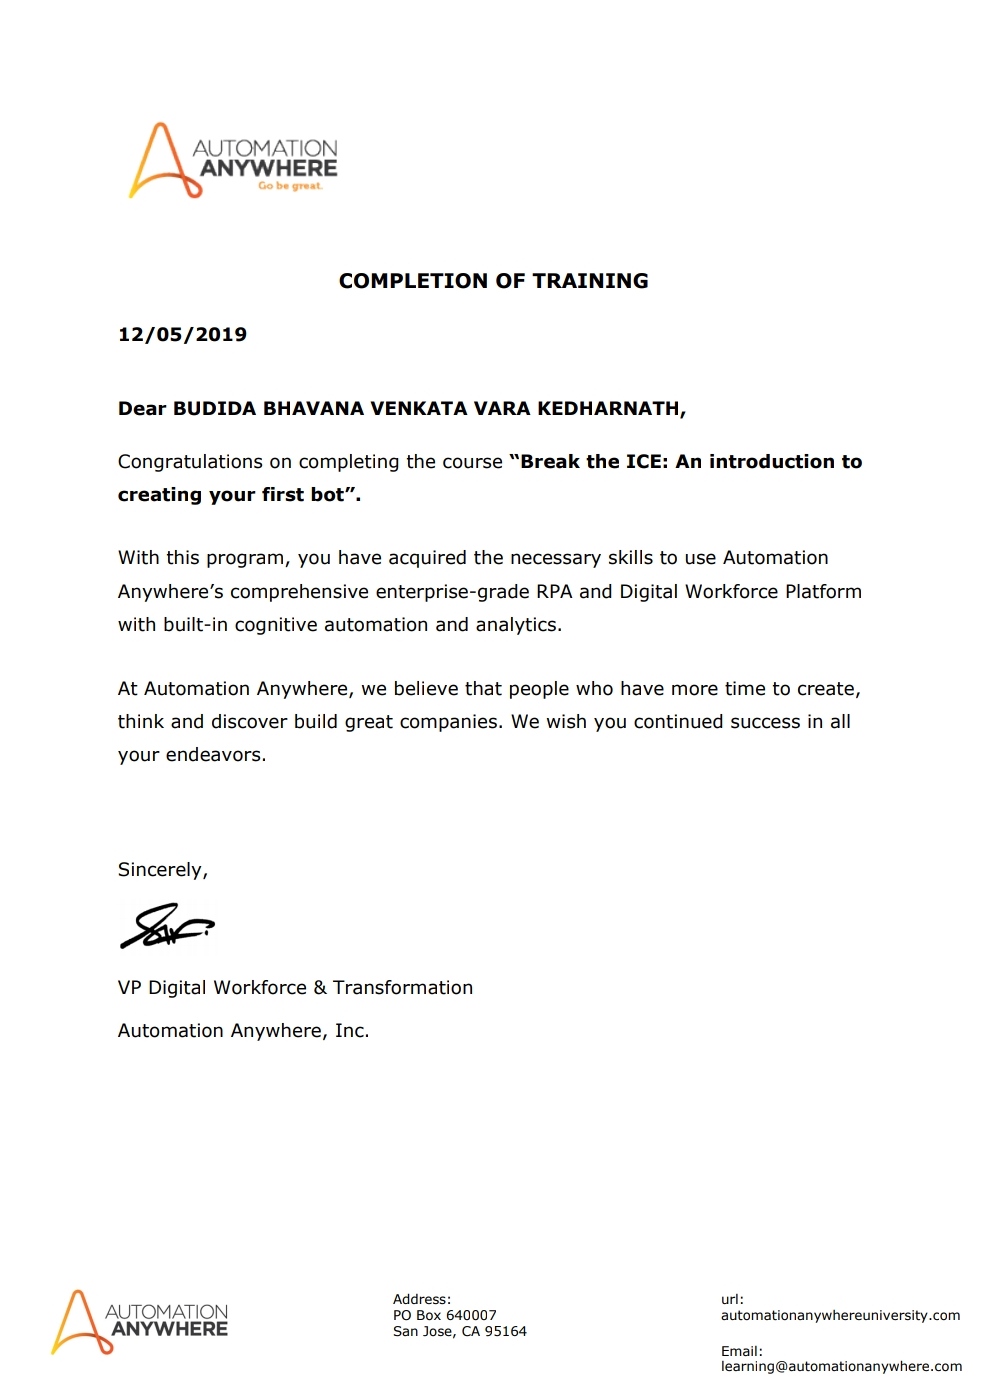 AUTOMATION
ANYWHERE
Go be great.
COMPLETION OF TRAINING
12/05/2019
Dear BUDIDA BHAVANA VENKATA VARA KEDHARNATH,
Congratulations on completing the course “Break the ICE: An introduction to
creating your first bot”.
With this program, you have acquired the necessary skills to use Automation
Anywhere’s comprehensive enterprise-grade RPA and Digital Workforce Platform
with built-in cognitive automation and analytics.
At Automation Anywhere, we believe that people who have more time to create,
think and discover build great companies. We wish you continued success in all
your endeavors.
Sincerely,
VP Digital Workforce & Transformation
Automation Anywhere, Inc.
AUTOMATION
ANYWHERE
Address:
PO Box 640007
San Jose, CA 95164
url:
automationanywhereuniversity.com
Email:
learning@automationanywhere.com